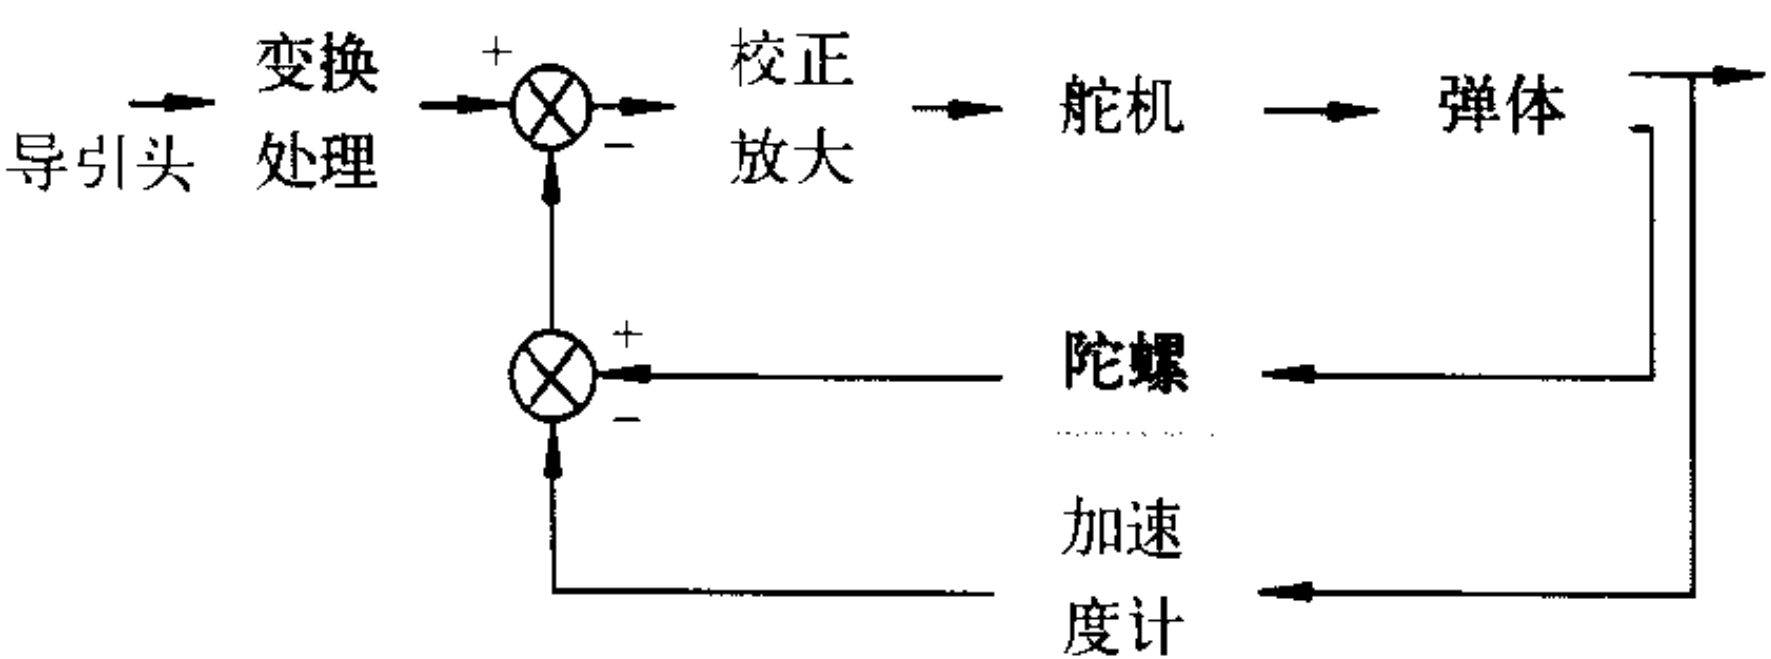 导引头
变换
处理
+
−
校正
放大
舵机
弹体
+
−
陀螺
加速
度计